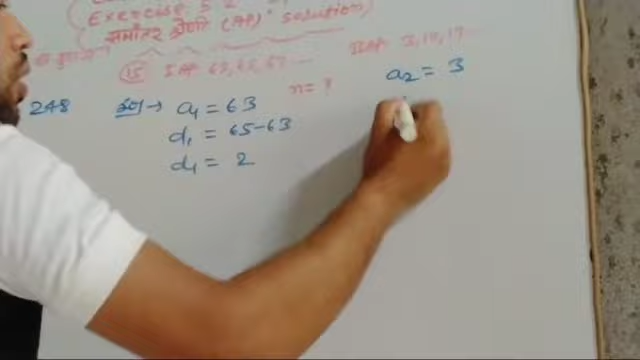 Exercise 5.2
समांतर श्रेणी (AP) solution)
(15) I AP 63, 65, 67 ... II AP 3, 10, 17 ...
n = ?
248 हल → a₁ = 63 a₂ = 3
d₁ = 65-63
d₁ = 2